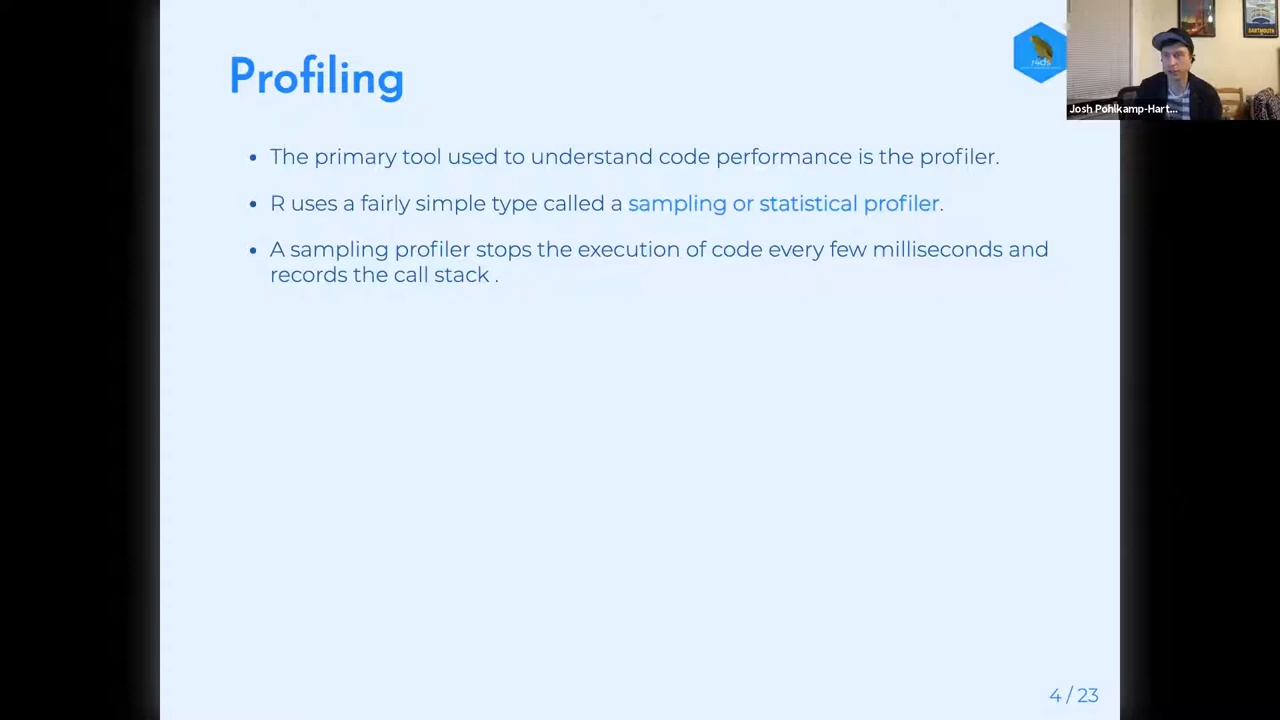 Profiling
r4ds
DARTMOUTH
Josh Pohlkamp-Hart...
• The primary tool used to understand code performance is the profiler.
• R uses a fairly simple type called a sampling or statistical profiler.
• A sampling profiler stops the execution of code every few milliseconds and
records the call stack .
4 / 23